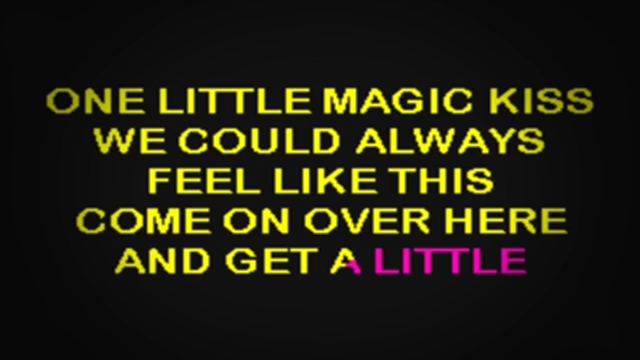 ONE LITTLE MAGIC KISS
WE COULD ALWAYS
FEEL LIKE THIS
COME ON OVER HERE
AND GET A LITTLE